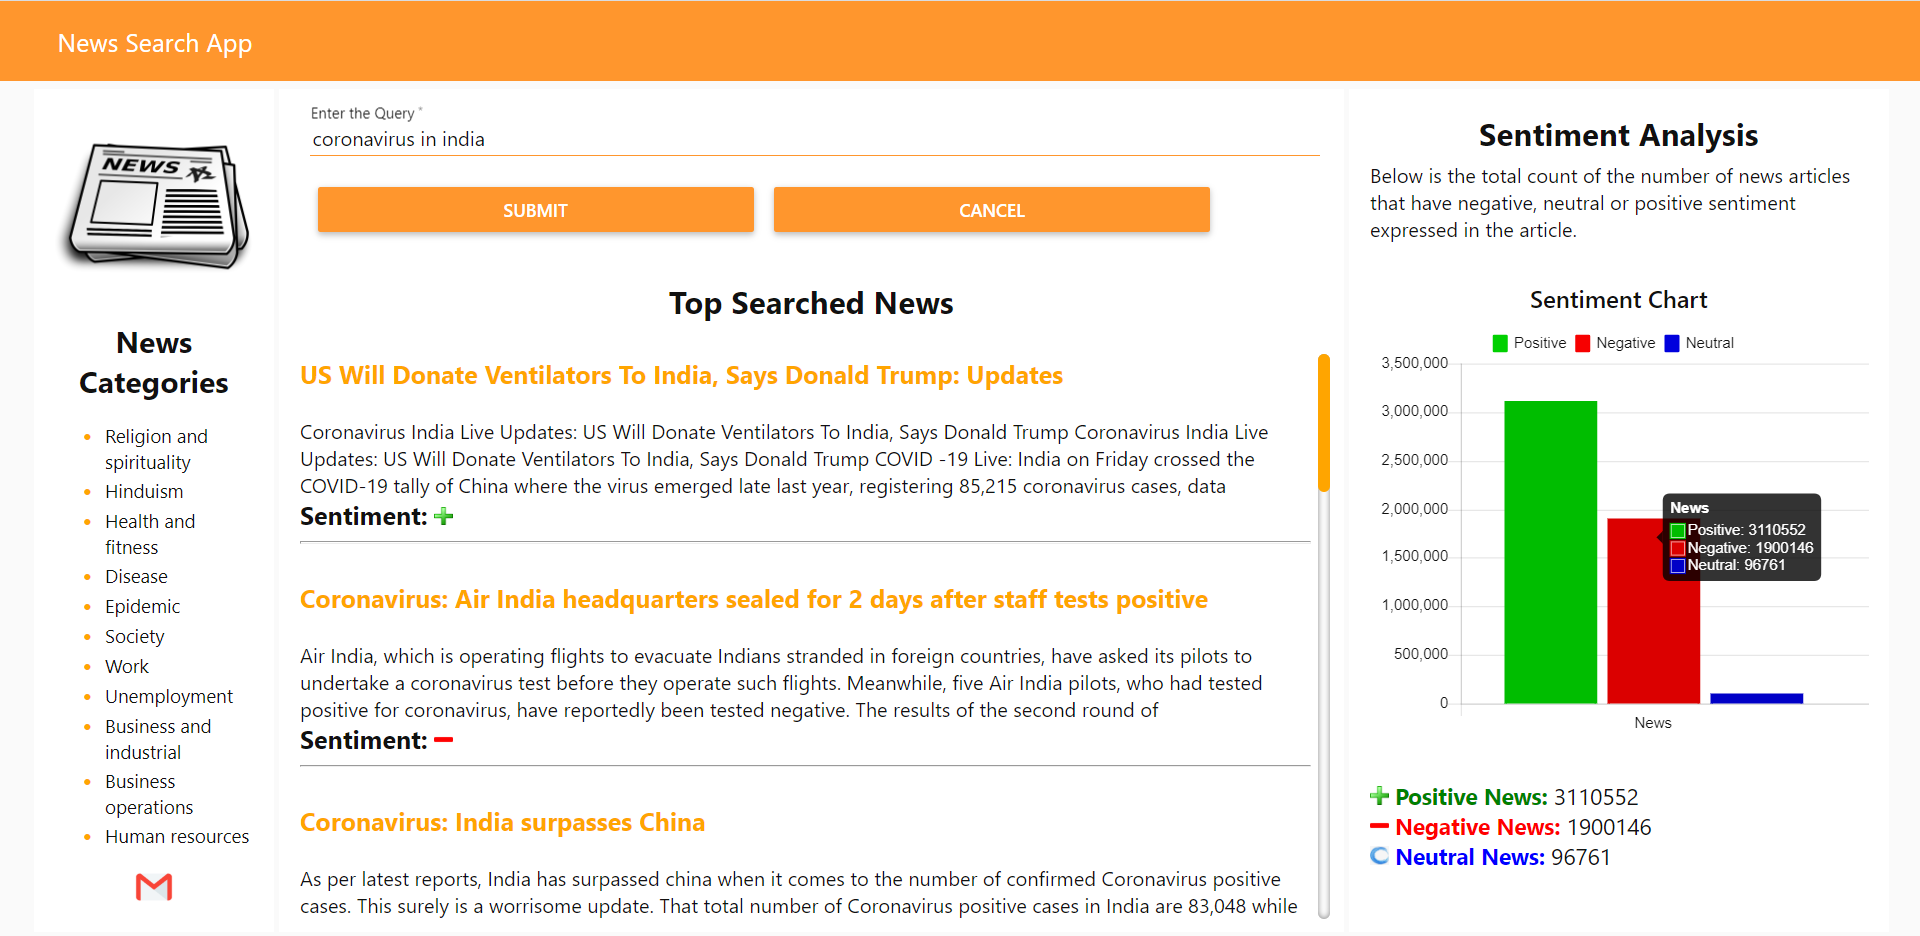 News Search App
NEWS
News
Categories
Religion and
spirituality
Hinduism
Health and
fitness
Disease
Epidemic
Society
Work
Unemployment
Business and
industrial
Business
operations
Human resources
Enter the Query *
coronavirus in india
SUBMIT
CANCEL
Top Searched News
US Will Donate Ventilators To India, Says Donald Trump: Updates
Coronavirus India Live Updates: US Will Donate Ventilators To India, Says Donald Trump Coronavirus India Live
Updates: US Will Donate Ventilators To India, Says Donald Trump COVID -19 Live: India on Friday crossed the
COVID-19 tally of China where the virus emerged late last year, registering 85,215 coronavirus cases, data
Sentiment:
Coronavirus: Air India headquarters sealed for 2 days after staff tests positive
Air India, which is operating flights to evacuate Indians stranded in foreign countries, have asked its pilots to
undertake a coronavirus test before they operate such flights. Meanwhile, five Air India pilots, who had tested
positive for coronavirus, have reportedly been tested negative. The results of the second round of
Sentiment:
Coronavirus: India surpasses China
As per latest reports, India has surpassed china when it comes to the number of confirmed Coronavirus positive
cases. This surely is a worrisome update. That total number of Coronavirus positive cases in India are 83,048 while
Sentiment Analysis
Below is the total count of the number of news articles
that have negative, neutral or positive sentiment
expressed in the article.
Sentiment Chart
Positive Negative Neutral
3,500,000
3,000,000
2,500,000
2,000,000
1,500,000
1,000,000
500,000
0
News
Positive: 3110552
Negative: 1900146
Neutral: 96761
News
Positive News: 3110552
Negative News: 1900146
Neutral News: 96761